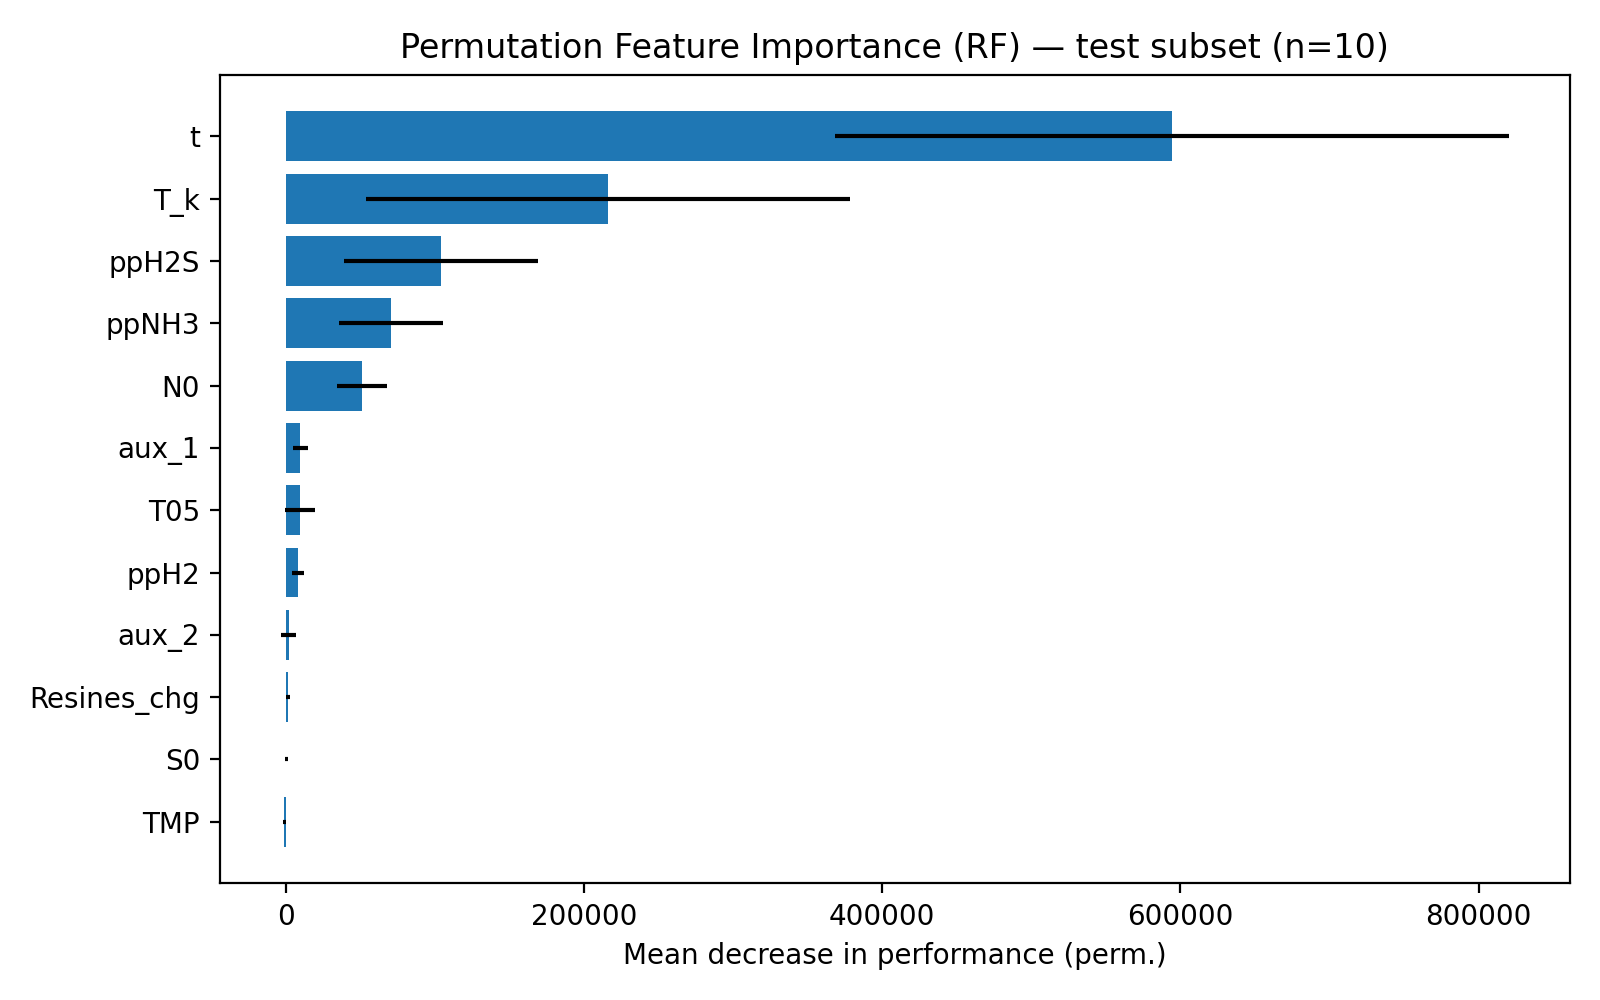 Permutation Feature Importance (RF) — test subset (n=10)
t
T_k
ppH2S
ppNH3
N0
aux_1
T05
ppH2
aux_2
Resines_chg
S0
TMP
0 200000 400000 600000 800000
Mean decrease in performance (perm.)